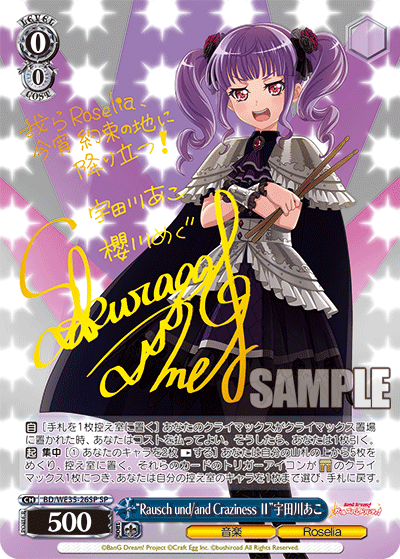 LEVEL
0
0
COST
我らRoselia、
今宵 約束の地に
降り立つ!
宇田川あこ
櫻川めぐ
Sakuragawa
Megu
SAMPLE
自 [手札を1枚控え室に置く] あなたのクライマックスがクライマックス置場
に置かれた時、あなたはコストを払ってよい。そうしたら、あなたは1枚引く。
起 集中 [① あなたのキャラを2枚 する] あなたは自分の山札の上から5枚を
めくり、控え室に置く。それらのカードのトリガーアイコンが のクライ
マックス1枚につき、あなたは自分の控え室のキャラを1枚まで選び、手札に戻す。
CH
BD/WE35-26SP SP
500
"Rausch und/and Craziness Ⅱ"宇田川あこ
音楽
Roselia
BanG Dream!
©BanG Dream! Project ©Craft Egg Inc. ©bushiroad All Rights Reserved.